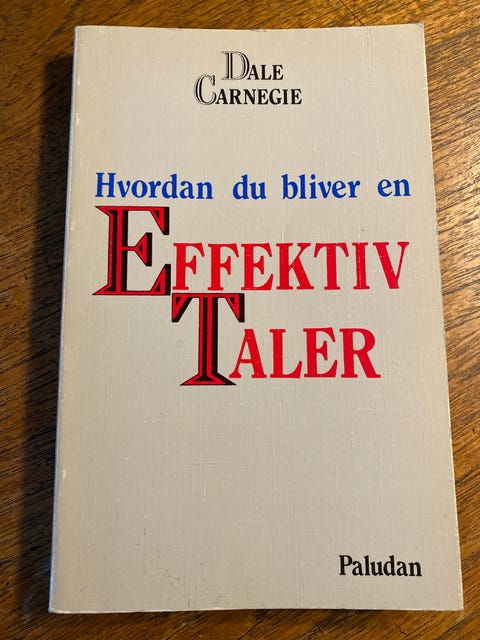 DALE
CARNEGIE
Hvordan du bliver en
EFFEKTIV
TALER
Paludan